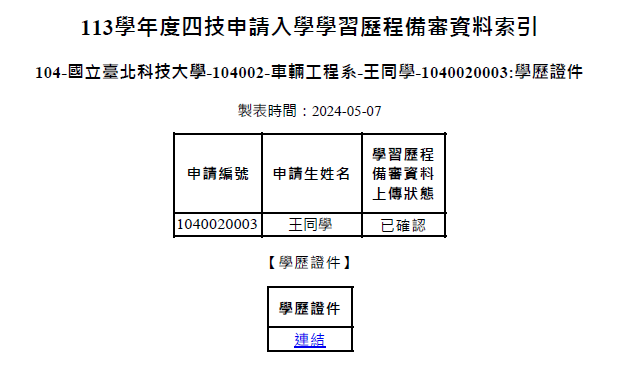 113學年度四技申請入學學習歷程備審資料索引
104-國立臺北科技大學-104002-車輛工程系-王同學-1040020003:學歷證件
製表時間：2024-05-07
申請編號 申請生姓名 學習歷程
備審資料
上傳狀態
1040020003 王同學 已確認
【學歷證件】
學歷證件
連結